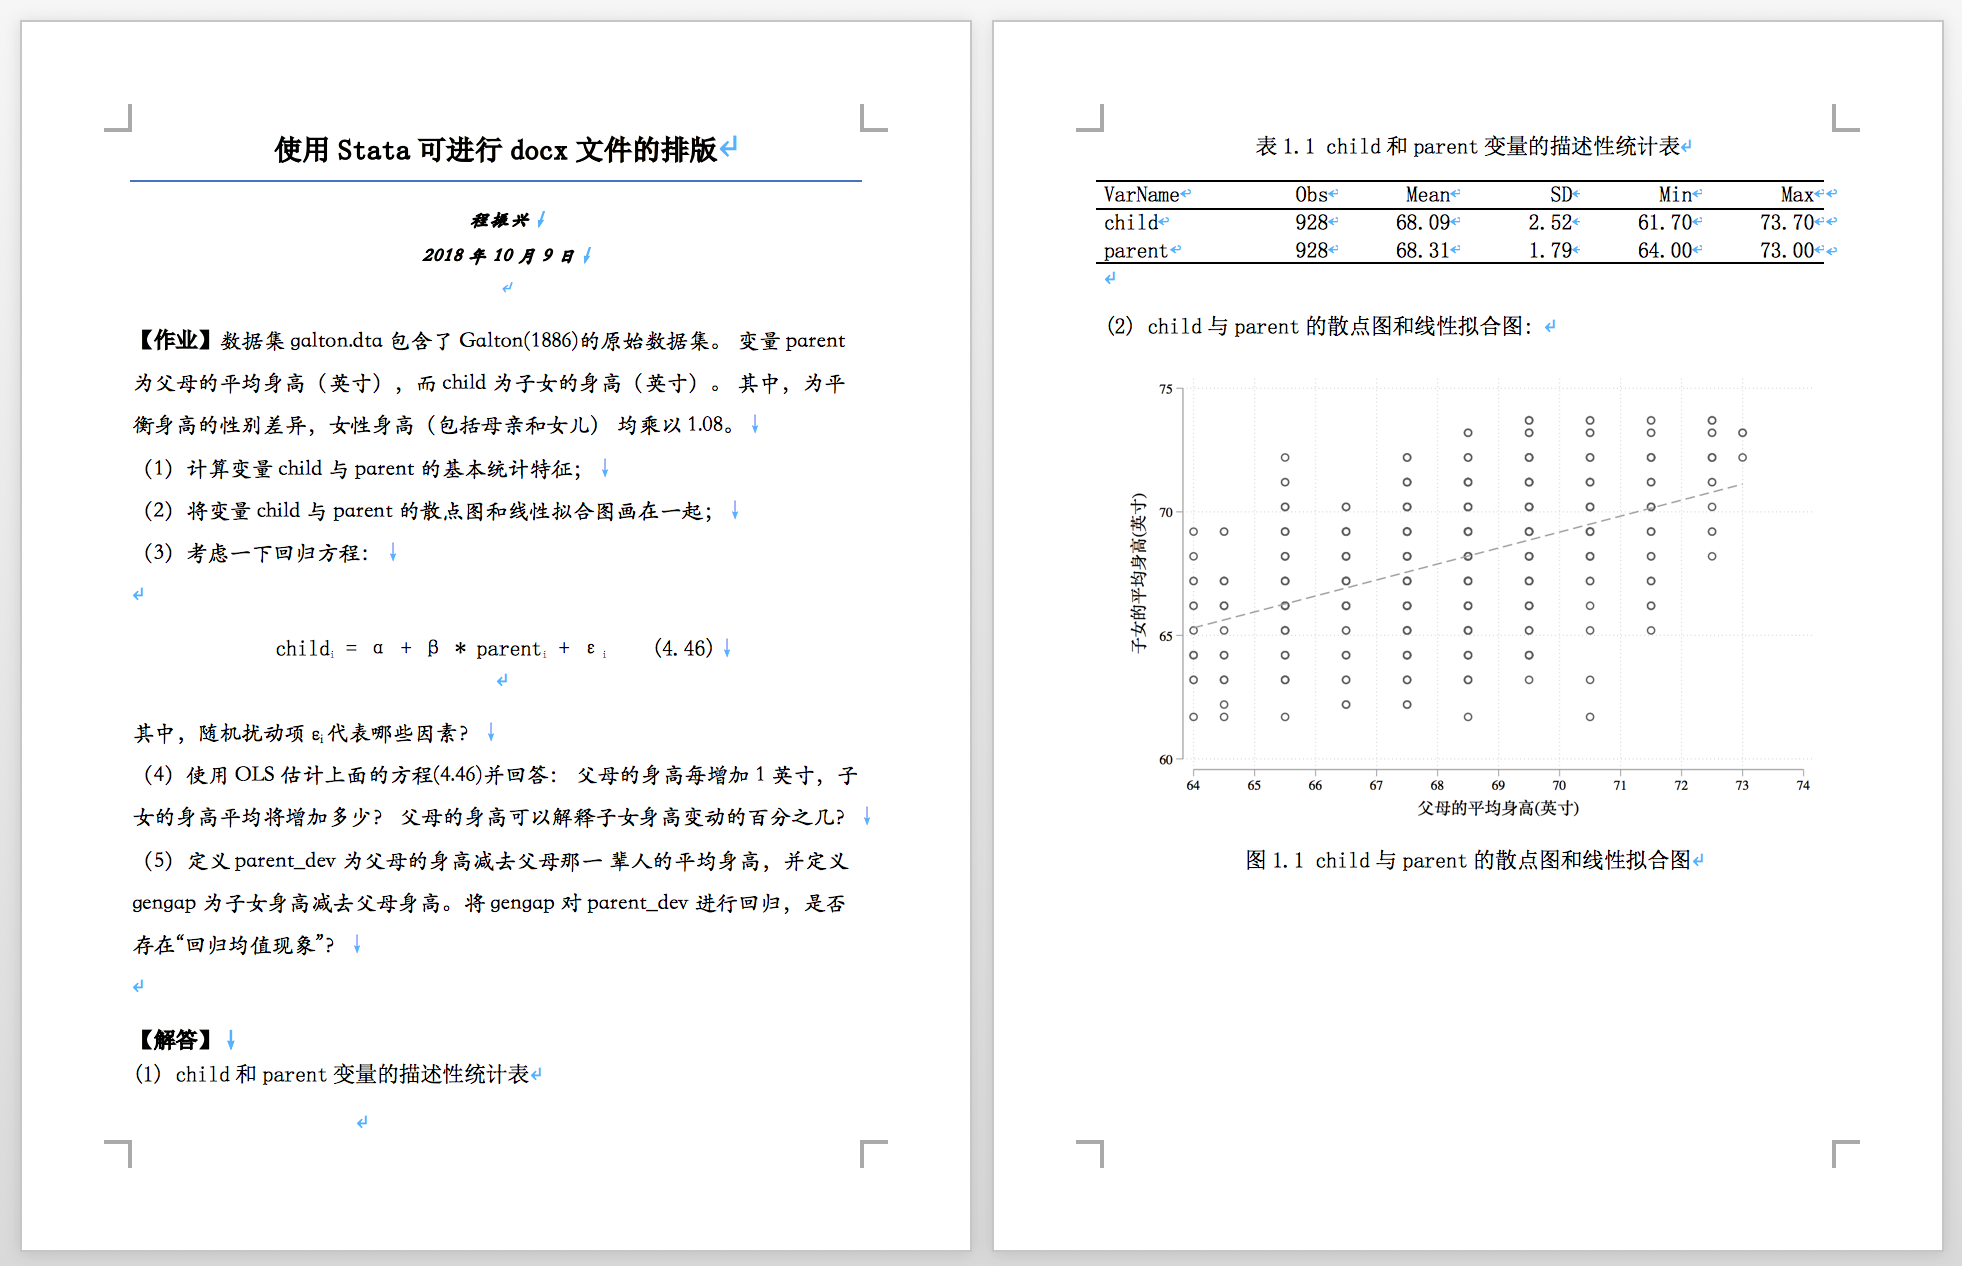 使用 Stata 可进行 docx 文件的排版
程振兴
2018 年 10 月 9 日
【作业】数据集 galton.dta 包含了 Galton(1886)的原始数据集。 变量 parent
为父母的平均身高（英寸），而 child 为子女的身高（英寸）。 其中，为平
衡身高的性别差异，女性身高（包括母亲和女儿） 均乘以 1.08。
（1）计算变量 child 与 parent 的基本统计特征；
（2）将变量 child 与 parent 的散点图和线性拟合图画在一起；
（3）考虑一下回归方程：
childᵢ = α + β * parentᵢ + εᵢ (4.46)
其中，随机扰动项 εᵢ代表哪些因素？
（4）使用 OLS 估计上面的方程(4.46)并回答： 父母的身高每增加 1 英寸，子
女的身高平均将增加多少？ 父母的身高可以解释子女身高变动的百分之几？
（5）定义 parent_dev 为父母的身高减去父母那一 辈人的平均身高，并定义
gengap 为子女身高减去父母身高。将 gengap 对 parent_dev 进行回归，是否
存在“回归均值现象”？
【解答】
(1) child 和 parent 变量的描述性统计表
表 1.1 child 和 parent 变量的描述性统计表
VarName Obs Mean SD Min Max
child 928 68.09 2.52 61.70 73.70
parent 928 68.31 1.79 64.00 73.00
(2) child 与 parent 的散点图和线性拟合图：
75
70
65
60
子女的平均身高(英寸)
64 65 66 67 68 69 70 71 72 73 74
父母的平均身高(英寸)
图 1.1 child 与 parent 的散点图和线性拟合图